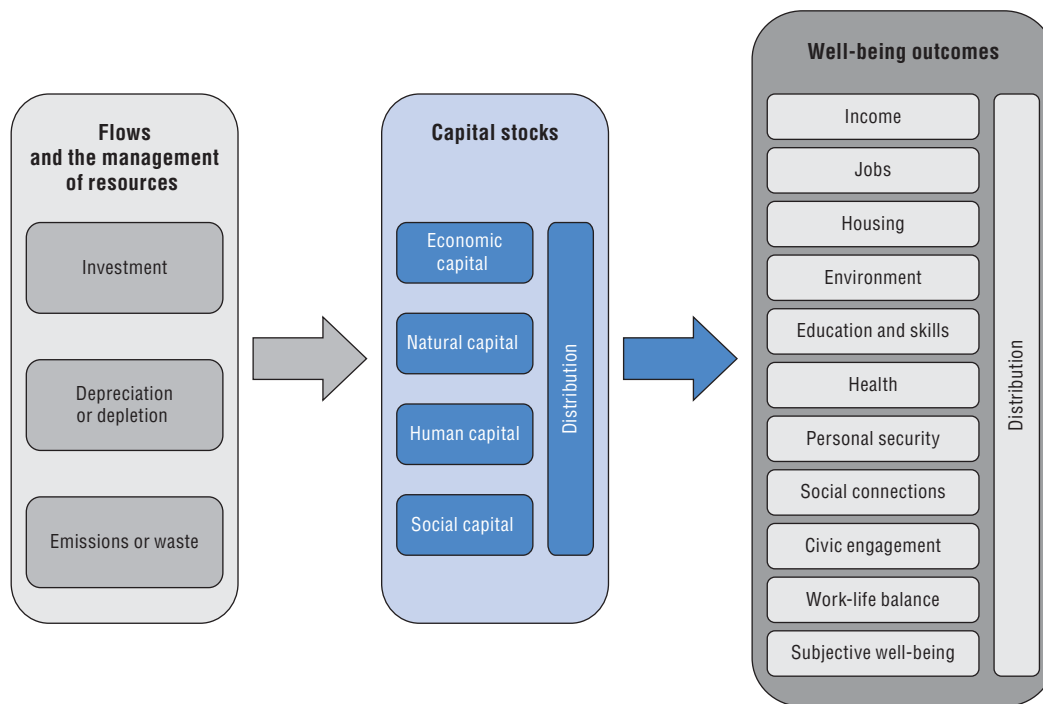 Flows
and the management
of resources
Investment
Depreciation
or depletion
Emissions or waste
Capital stocks
Economic
capital
Natural capital
Human capital
Social capital
Distribution
Well-being outcomes
Income
Jobs
Housing
Environment
Education and skills
Health
Personal security
Social connections
Civic engagement
Work-life balance
Subjective well-being
Distribution